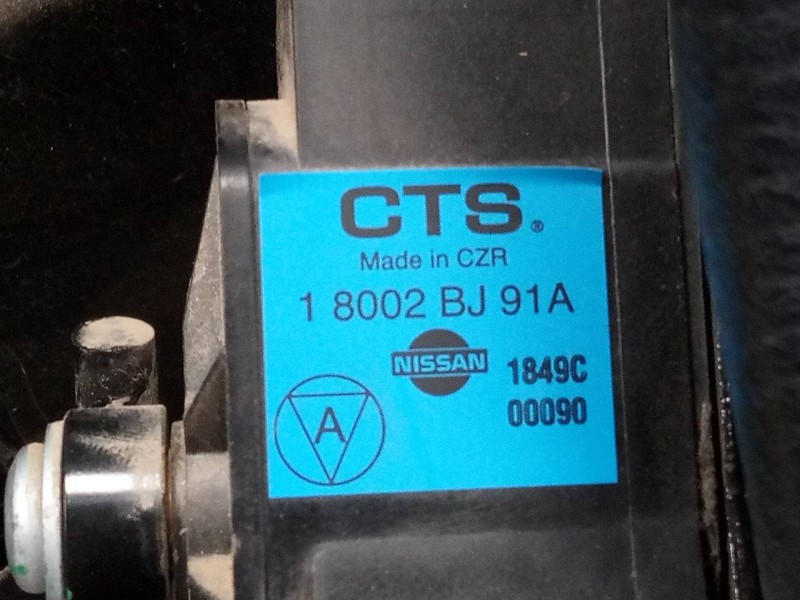 CTS®
Made in CZR
1 8002 BJ 91A
NISSAN
1849C
00090
A